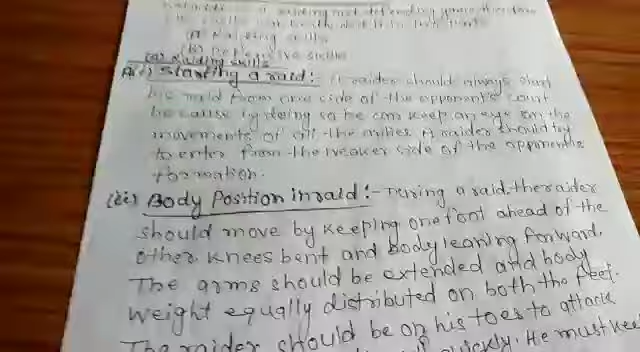 (a) Raiding skills
(b) Defensive skills
(a) Raiding skills
(i) Starting a raid:- A raider should always start
his raid from one side of the opponent's court
because by doing so he can keep an eye on the
movements of all the A raider should try
to enter from the weaker side of the opponents
formation.
(ii) Body Position in raid:- During a raid the raider
should move by keeping one foot ahead of the
other. Knees bent and body leaning forward.
The arms should be extended and body
weight equally distributed on both the feet.
The raider should be on his toes to attack
quickly. He must